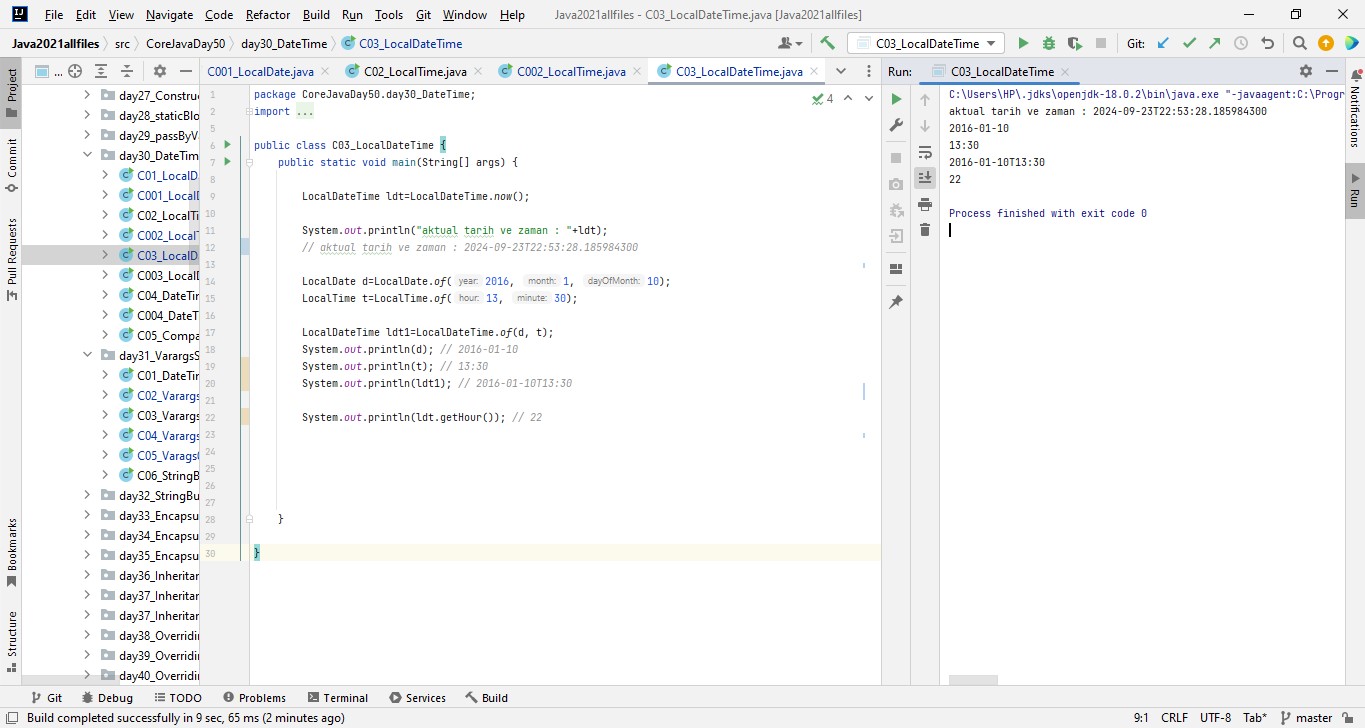 File Edit View Navigate Code Refactor Build Run Tools Git Window Help Java2021allfiles - C03_LocalDateTime.java [Java2021allfiles]
Java2021allfiles src CoreJavaDay50 day30_DateTime C03_LocalDateTime C03_LocalDateTime Git:
Project
Commit
Pull Requests
Bookmarks
Structure
...
day27_Constru
day28_staticBlo
day29_passByVa
day30_DateTim
C01_LocalD
C001_LocalD
C02_LocalTi
C002_LocalT
C03_LocalD
C003_LocalD
C04_DateTir
C004_DateT
C05_Compa
day31_VarargsS
C01_DateTir
C02_Varargs
C03_Varargs
C04_Varargs
C05_VaragsO
C06_StringB
day32_StringBu
day33_Encapsu
day34_Encapsu
day35_Encapsu
day36_Inheritar
day37_Inheritar
day37_Inheritar
day38_Overridin
day39_Overridin
day40_Overridin
C001_LocalDate.java C02_LocalTime.java C002_LocalTime.java C03_LocalDateTime.java
1 package CoreJavaDay50.day30_DateTime;
4
2 import ...
5
6 public class C03_LocalDateTime {
7 public static void main(String[] args) {
8
9 LocalDateTime ldt=LocalDateTime.now();
10
11 System.out.println("aktual tarih ve zaman : "+ldt);
12 // aktual tarih ve zaman : 2024-09-23T22:53:28.185984300
13
14 LocalDate d=LocalDate.of( year: 2016, month: 1, dayOfMonth: 10);
15 LocalTime t=LocalTime.of( hour: 13, minute: 30);
16
17 LocalDateTime ldt1=LocalDateTime.of(d, t);
18 System.out.println(d); // 2016-01-10
19 System.out.println(t); // 13:30
20 System.out.println(ldt1); // 2016-01-10T13:30
21
22 System.out.println(ldt.getHour()); // 22
23
24
25
26
27
28 }
29
30 }
Run: C03_LocalDateTime
C:\Users\HP\.jdks\openjdk-18.0.2\bin\java.exe "-javaagent:C:\Progr
aktual tarih ve zaman : 2024-09-23T22:53:28.185984300
2016-01-10
13:30
2016-01-10T13:30
22
Process finished with exit code 0
Notifications
Run
Git Debug TODO Problems Terminal Services Build
Build completed successfully in 9 sec, 65 ms (2 minutes ago) 9:1 CRLF UTF-8 Tab* master